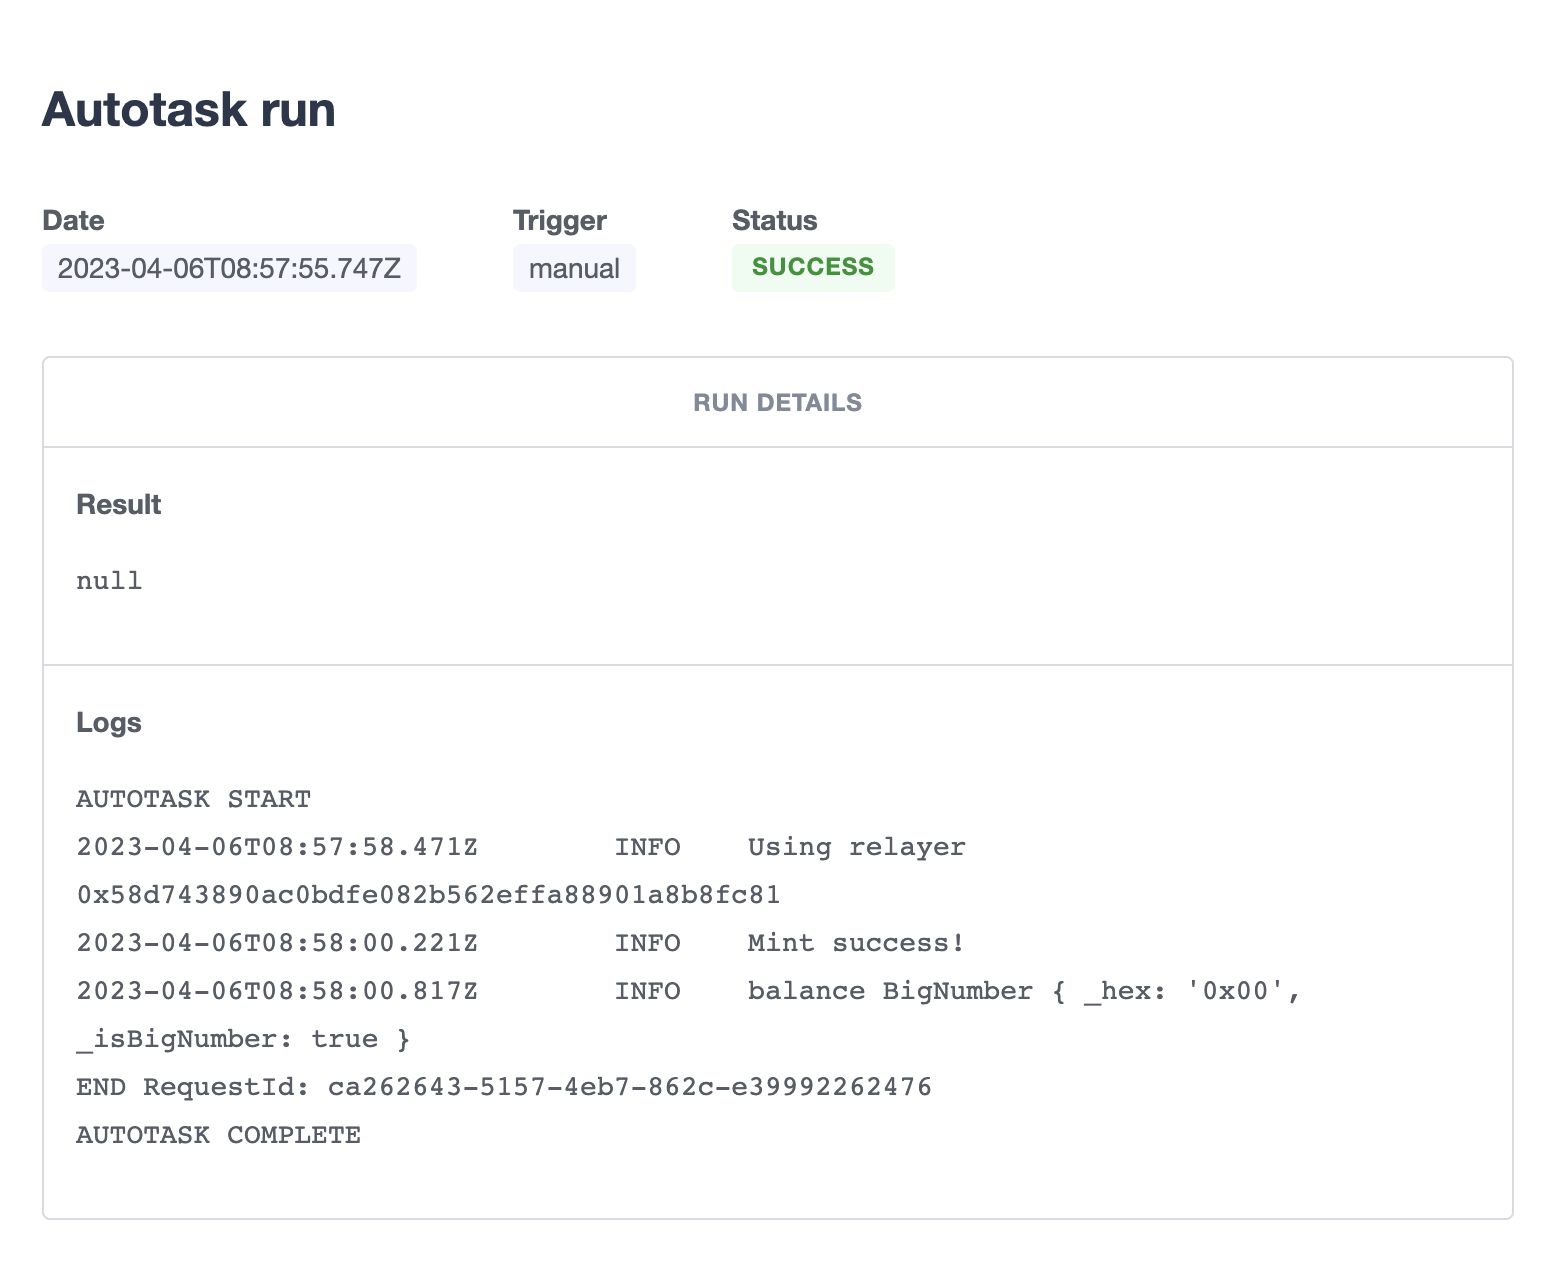 Autotask run
Date
2023-04-06T08:57:55.747Z
Trigger
manual
Status
SUCCESS
RUN DETAILS
Result
null
Logs
AUTOTASK START
2023-04-06T08:57:58.471Z INFO Using relayer
0x58d743890ac0bdfe082b562effa88901a8b8fc81
2023-04-06T08:58:00.221Z INFO Mint success!
2023-04-06T08:58:00.817Z INFO balance BigNumber { _hex: '0x00',
_isBigNumber: true }
END RequestId: ca262643-5157-4eb7-862c-e39992262476
AUTOTASK COMPLETE